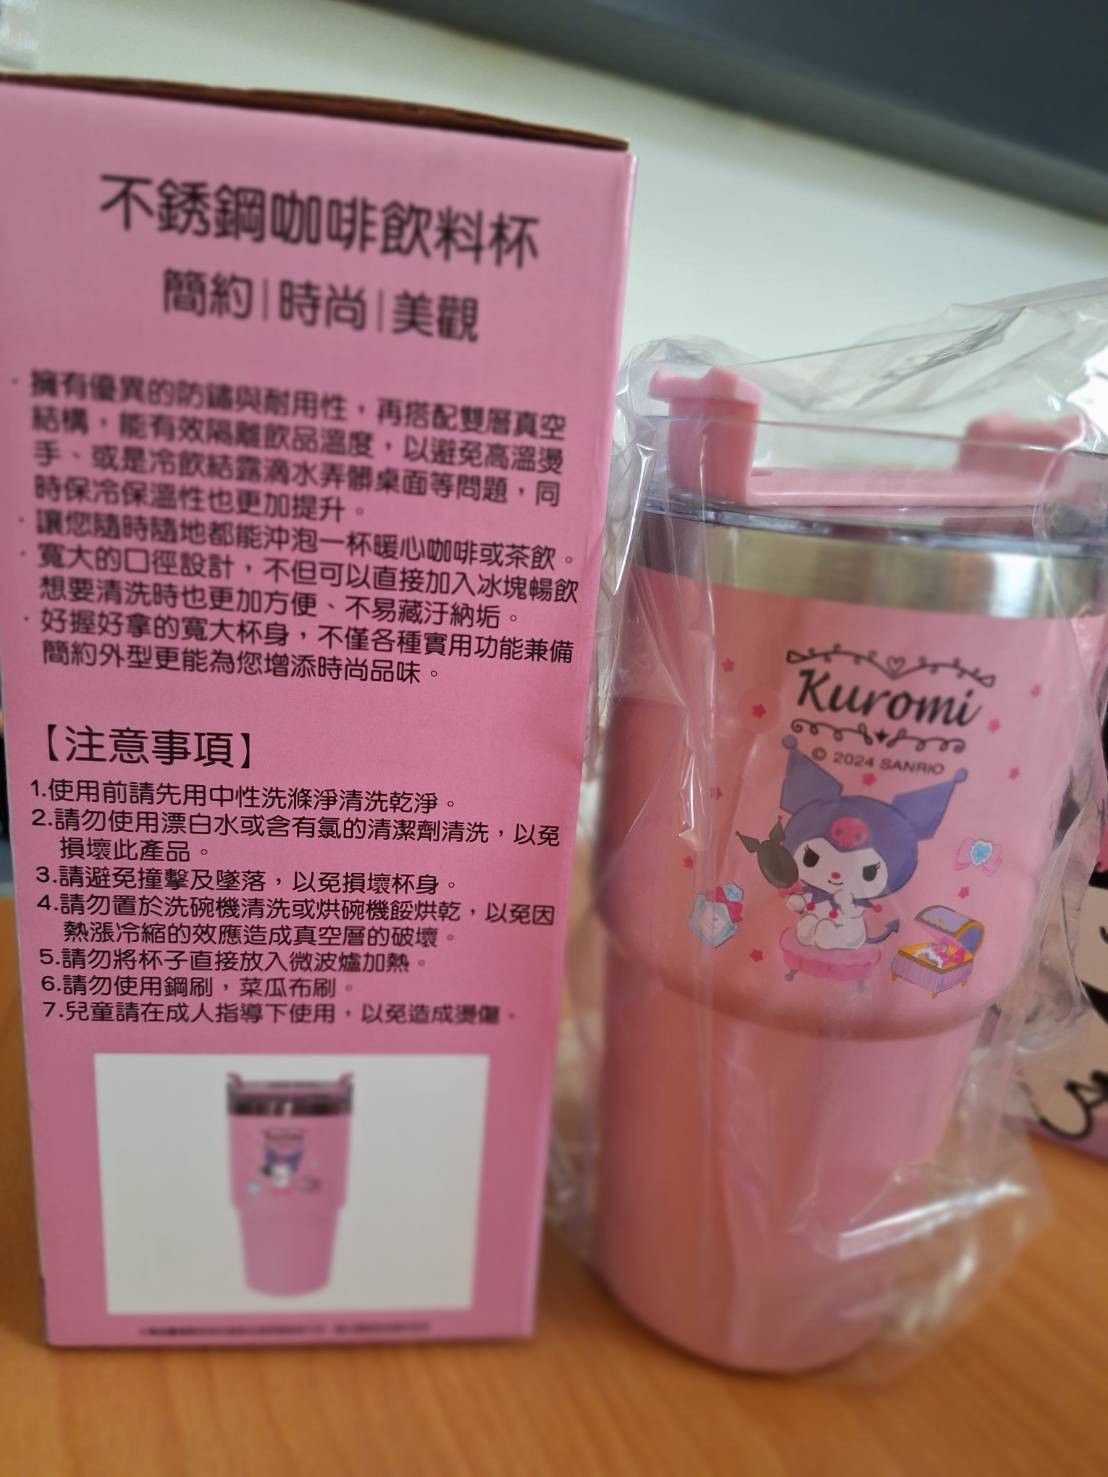 不銹鋼咖啡飲料杯
簡約|時尚|美觀
·擁有優異的防鏽與耐用性，再搭配雙層真空
結構，能有效隔離飲品溫度，以避免高溫燙
手、或是冷飲結露滴水弄髒桌面等問題，同
時保冷保溫性也更加提升。
·讓您隨時隨地都能沖泡一杯暖心咖啡或茶飲。
·寬大的口徑設計，不但可以直接加入冰塊暢飲
想要清洗時也更加方便、不易藏汙納垢。
·好握好拿的寬大杯身，不僅各種實用功能兼備
簡約外型更能為您增添時尚品味。
【注意事項】
1.使用前請先用中性洗滌淨清洗乾淨。
2.請勿使用漂白水或含有氯的清潔劑清洗，以免
損壞此產品。
3.請避免撞擊及墜落，以免損壞杯身。
4.請勿置於洗碗機清洗或烘碗機餒烘乾，以免因
熱漲冷縮的效應造成真空層的破壞。
5.請勿將杯子直接放入微波爐加熱。
6.請勿使用鋼刷，菜瓜布刷。
7.兒童請在成人指導下使用，以免造成燙傷。
Kuromi
© 2024 SANRIO